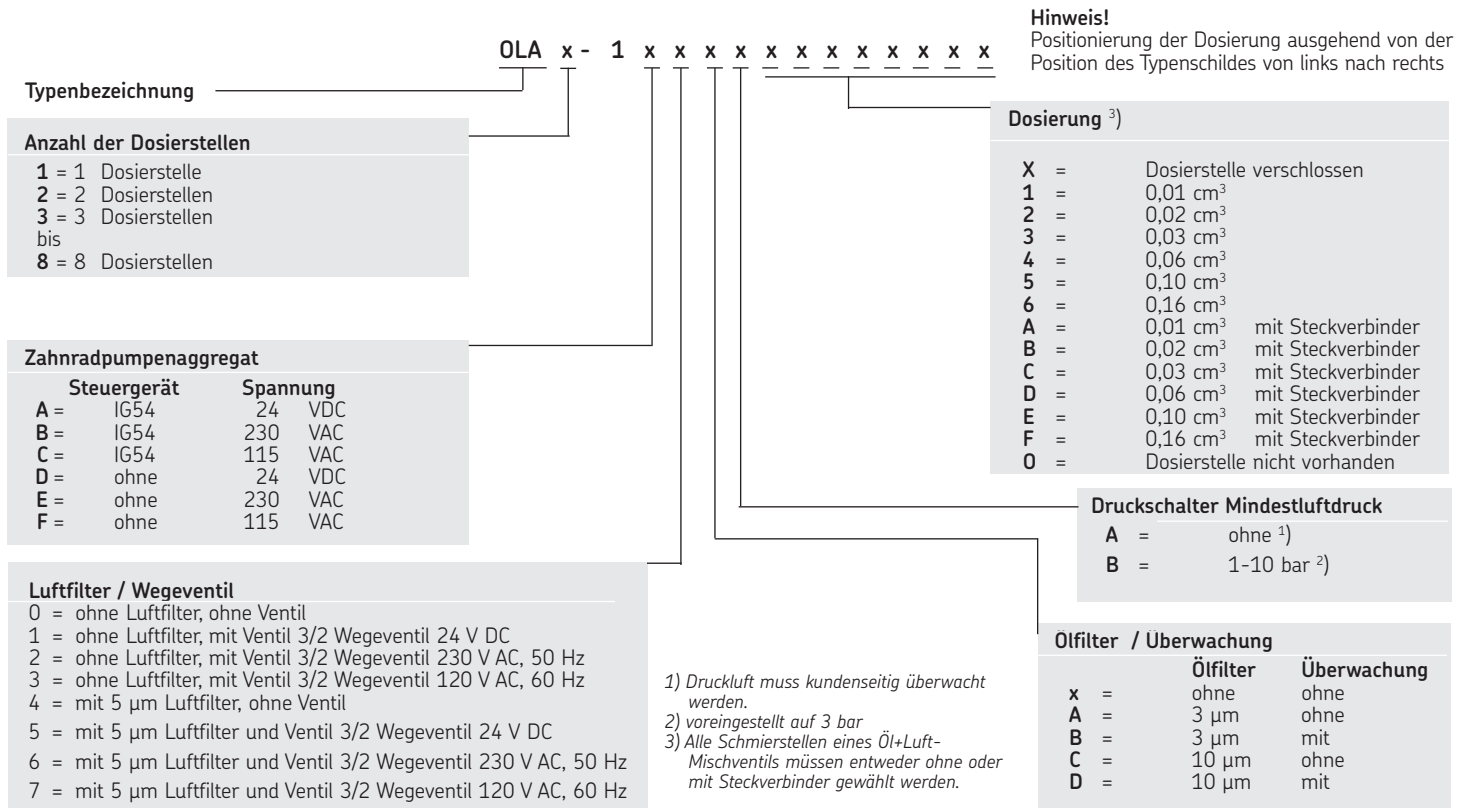 Hinweis!
Positionierung der Dosierung ausgehend von der
Position des Typenschildes von links nach rechts
OLA x - 1 x x x x x x x x x x x x
Typenbezeichnung
Anzahl der Dosierstellen
1 = 1 Dosierstelle
2 = 2 Dosierstellen
3 = 3 Dosierstellen
bis
8 = 8 Dosierstellen
Zahnradpumpenaggregat
Steuergerät Spannung
A = IG54 24 VDC
B = IG54 230 VAC
C = IG54 115 VAC
D = ohne 24 VDC
E = ohne 230 VAC
F = ohne 115 VAC
Luftfilter / Wegeventil
0 = ohne Luftfilter, ohne Ventil
1 = ohne Luftfilter, mit Ventil 3/2 Wegeventil 24 V DC
2 = ohne Luftfilter, mit Ventil 3/2 Wegeventil 230 V AC, 50 Hz
3 = ohne Luftfilter, mit Ventil 3/2 Wegeventil 120 V AC, 60 Hz
4 = mit 5 µm Luftfilter, ohne Ventil
5 = mit 5 µm Luftfilter und Ventil 3/2 Wegeventil 24 V DC
6 = mit 5 µm Luftfilter und Ventil 3/2 Wegeventil 230 V AC, 50 Hz
7 = mit 5 µm Luftfilter und Ventil 3/2 Wegeventil 120 V AC, 60 Hz
Dosierung ³)
X = Dosierstelle verschlossen
1 = 0,01 cm³
2 = 0,02 cm³
3 = 0,03 cm³
4 = 0,06 cm³
5 = 0,10 cm³
6 = 0,16 cm³
A = 0,01 cm³ mit Steckverbinder
B = 0,02 cm³ mit Steckverbinder
C = 0,03 cm³ mit Steckverbinder
D = 0,06 cm³ mit Steckverbinder
E = 0,10 cm³ mit Steckverbinder
F = 0,16 cm³ mit Steckverbinder
0 = Dosierstelle nicht vorhanden
Druckschalter Mindestluftdruck
A = ohne ¹)
B = 1-10 bar ²)
Ölfilter / Überwachung
Ölfilter Überwachung
x = ohne ohne
A = 3 µm ohne
B = 3 µm mit
C = 10 µm ohne
D = 10 µm mit
1) Druckluft muss kundenseitig überwacht
werden.
2) voreingestellt auf 3 bar
3) Alle Schmierstellen eines Öl+Luft-
Mischventils müssen entweder ohne oder
mit Steckverbinder gewählt werden.